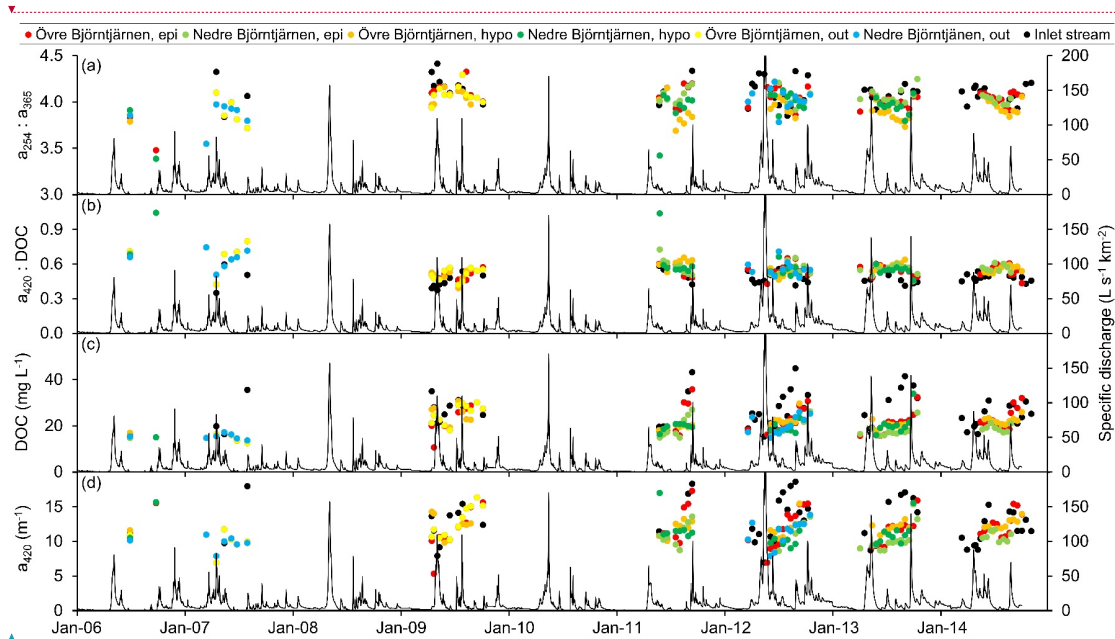 Övre Björntjärnen, epi Nedre Björntjärnen, epi Övre Björntjärnen, hypo Nedre Björntjärnen, hypo Övre Björntjärnen, out Nedre Björntjänen, out Inlet stream
(a)
a254 : a365
4.5
4.0
3.5
3.0
200
150
100
50
0
(b)
a420 : DOC
0.9
0.6
0.3
0.0
150
100
50
0
(c)
DOC (mg L-1)
40
20
0
150
100
50
0
(d)
a420 (m-1)
15
10
5
0
150
100
50
0
Specific discharge (L s-1 km-2)
Jan-06 Jan-07 Jan-08 Jan-09 Jan-10 Jan-11 Jan-12 Jan-13 Jan-14